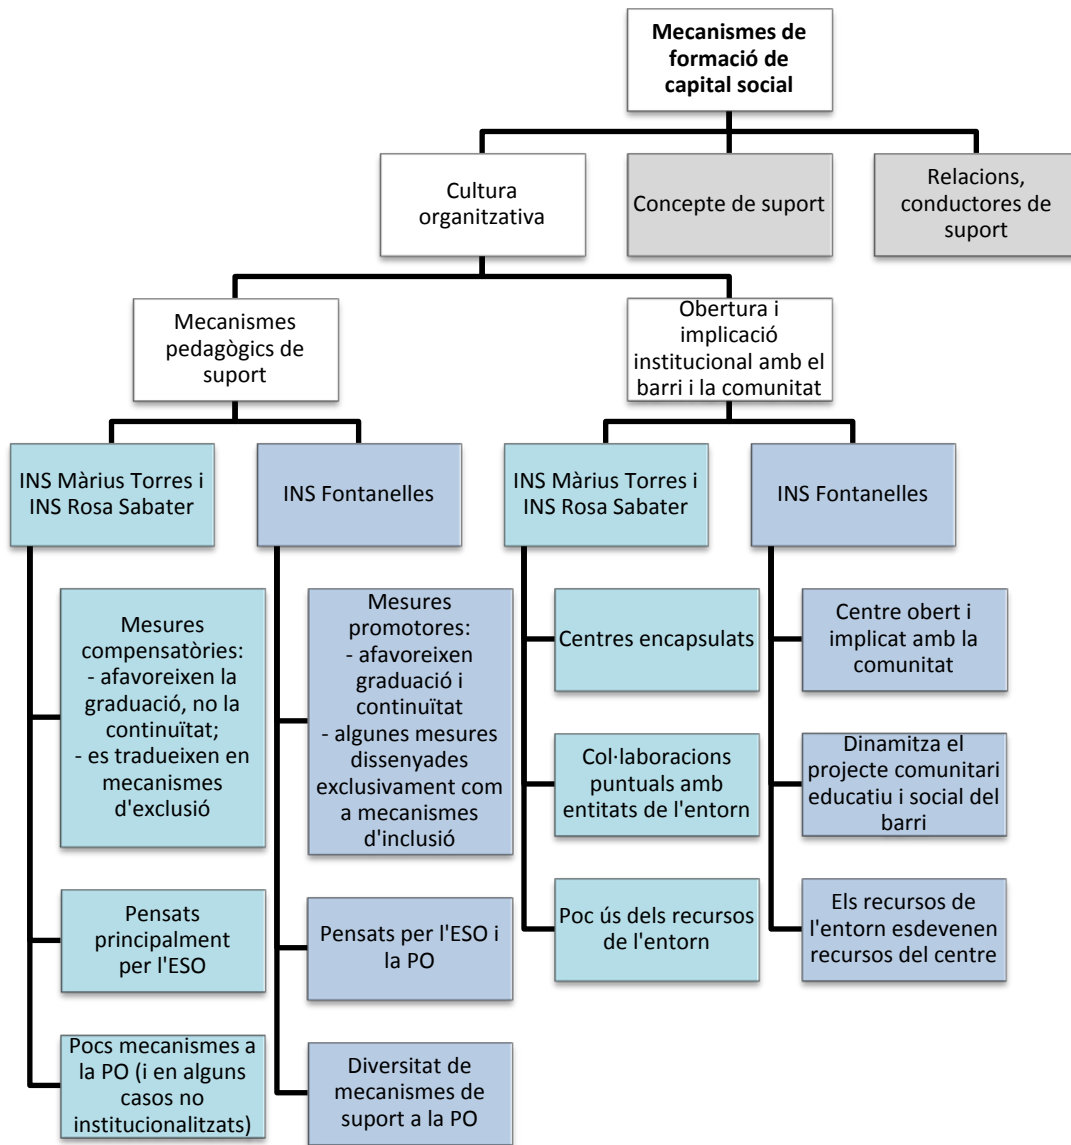 Mecanismes de
formació de
capital social
Cultura
organitzativa
Concepte de suport
Relacions,
conductores de
suport
Mecanismes
pedagògics de
suport
Obertura i
implicació
institucional amb el
barri i la comunitat
INS Màrius Torres i
INS Rosa Sabater
INS Fontanelles
INS Màrius Torres i
INS Rosa Sabater
INS Fontanelles
Mesures
compensatòries:
- afavoreixen la
graduació, no la
continuïtat;
- es tradueixen en
mecanismes
d'exclusió
Pensats
principalment
per l'ESO
Pocs mecanismes a
la PO (i en alguns
casos no
institucionalitzats)
Mesures
promotores:
- afavoreixen
graduació i
continuïtat
- algunes mesures
dissenyades
exclusivament com
a mecanismes
d'inclusió
Pensats per l'ESO i
la PO
Diversitat de
mecanismes de
suport a la PO
Centres encapsulats
Col·laboracions
puntuals amb
entitats de l'entorn
Poc ús dels recursos
de l'entorn
Centre obert i
implicat amb la
comunitat
Dinamitza el
projecte comunitari
educatiu i social del
barri
Els recursos de
l'entorn esdevenen
recursos del centre